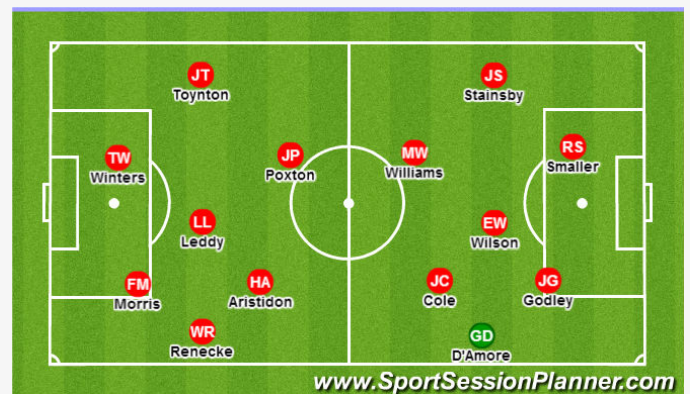 JT
Toynton
JS
Stainsby
TW
Winters
JP
Poxton
MW
Williams
RS
Smaller
LL
Leddy
EW
Wilson
FM
Morris
HA
Aristidon
JC
Cole
JG
Godley
WR
Renecke
GD
D'Amore
www.SportSessionPlanner.com